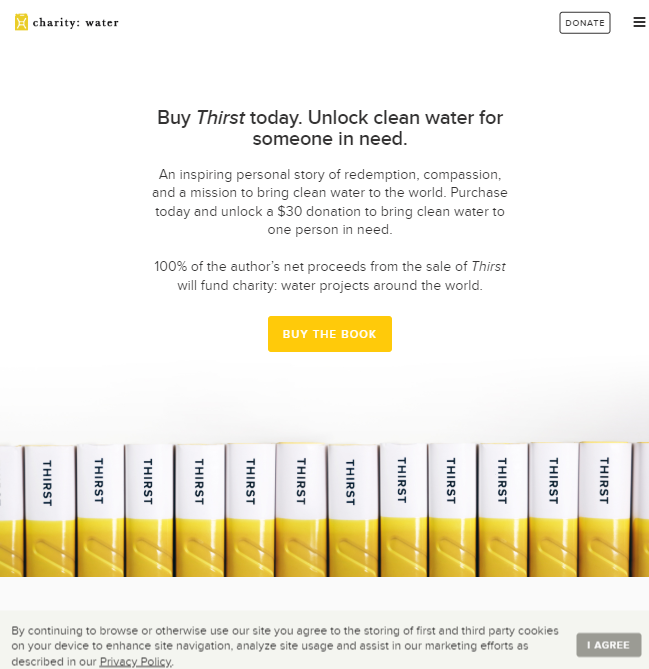 charity: water
DONATE
Buy Thirst today. Unlock clean water for
someone in need.
An inspiring personal story of redemption, compassion,
and a mission to bring clean water to the world. Purchase
today and unlock a $30 donation to bring clean water to
one person in need.
100% of the author’s net proceeds from the sale of Thirst
will fund charity: water projects around the world.
BUY THE BOOK
THIRST
THIRST
THIRST
THIRST
THIRST
THIRST
THIRST
THIRST
THIRST
THIRST
THIRST
THIRST
By continuing to browse or otherwise use our site you agree to the storing of first and third party cookies
on your device to enhance site navigation, analyze site usage and assist in our marketing efforts as
described in our Privacy Policy.
I AGREE